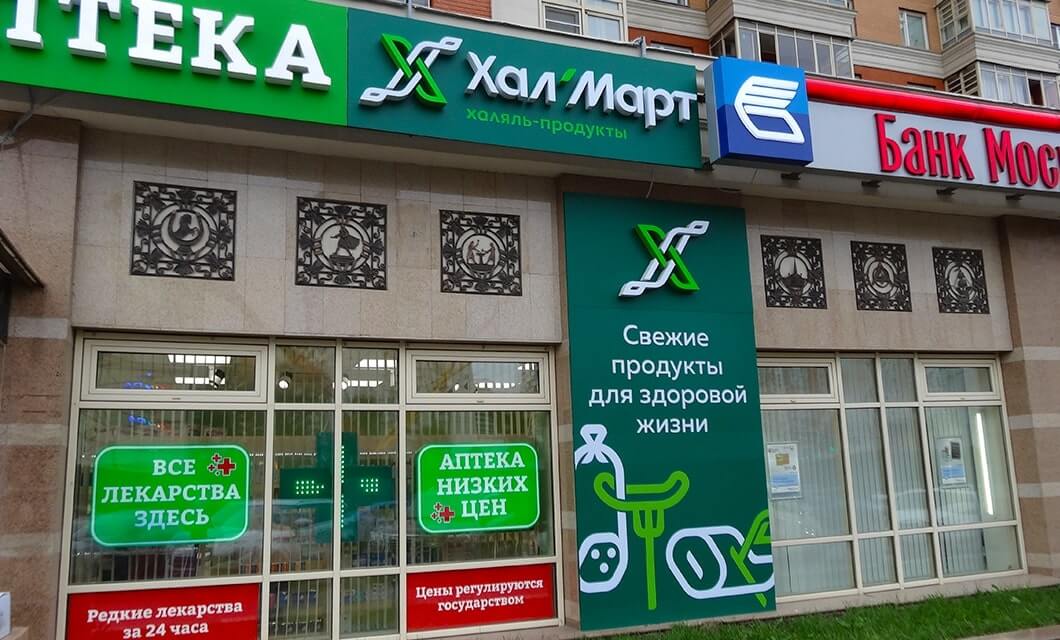 ПТЕКА
Хал'Март
халяль-продукты
Банк Мос
Свежие
продукты
для здоровой
жизни
ВСЕ
ЛЕКАРСТВА
ЗДЕСЬ
АПТЕКА
НИЗКИХ
ЦЕН
Редкие лекарства
за 24 часа
Цены регулируются
государством